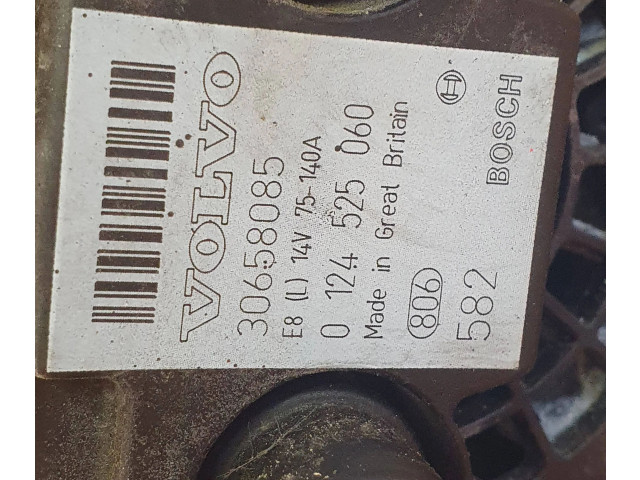 VOLVO
30658085
E8 (L) 14V 75-140A
0 124 525 060
Made in Great Britain
806
582
BOSCH